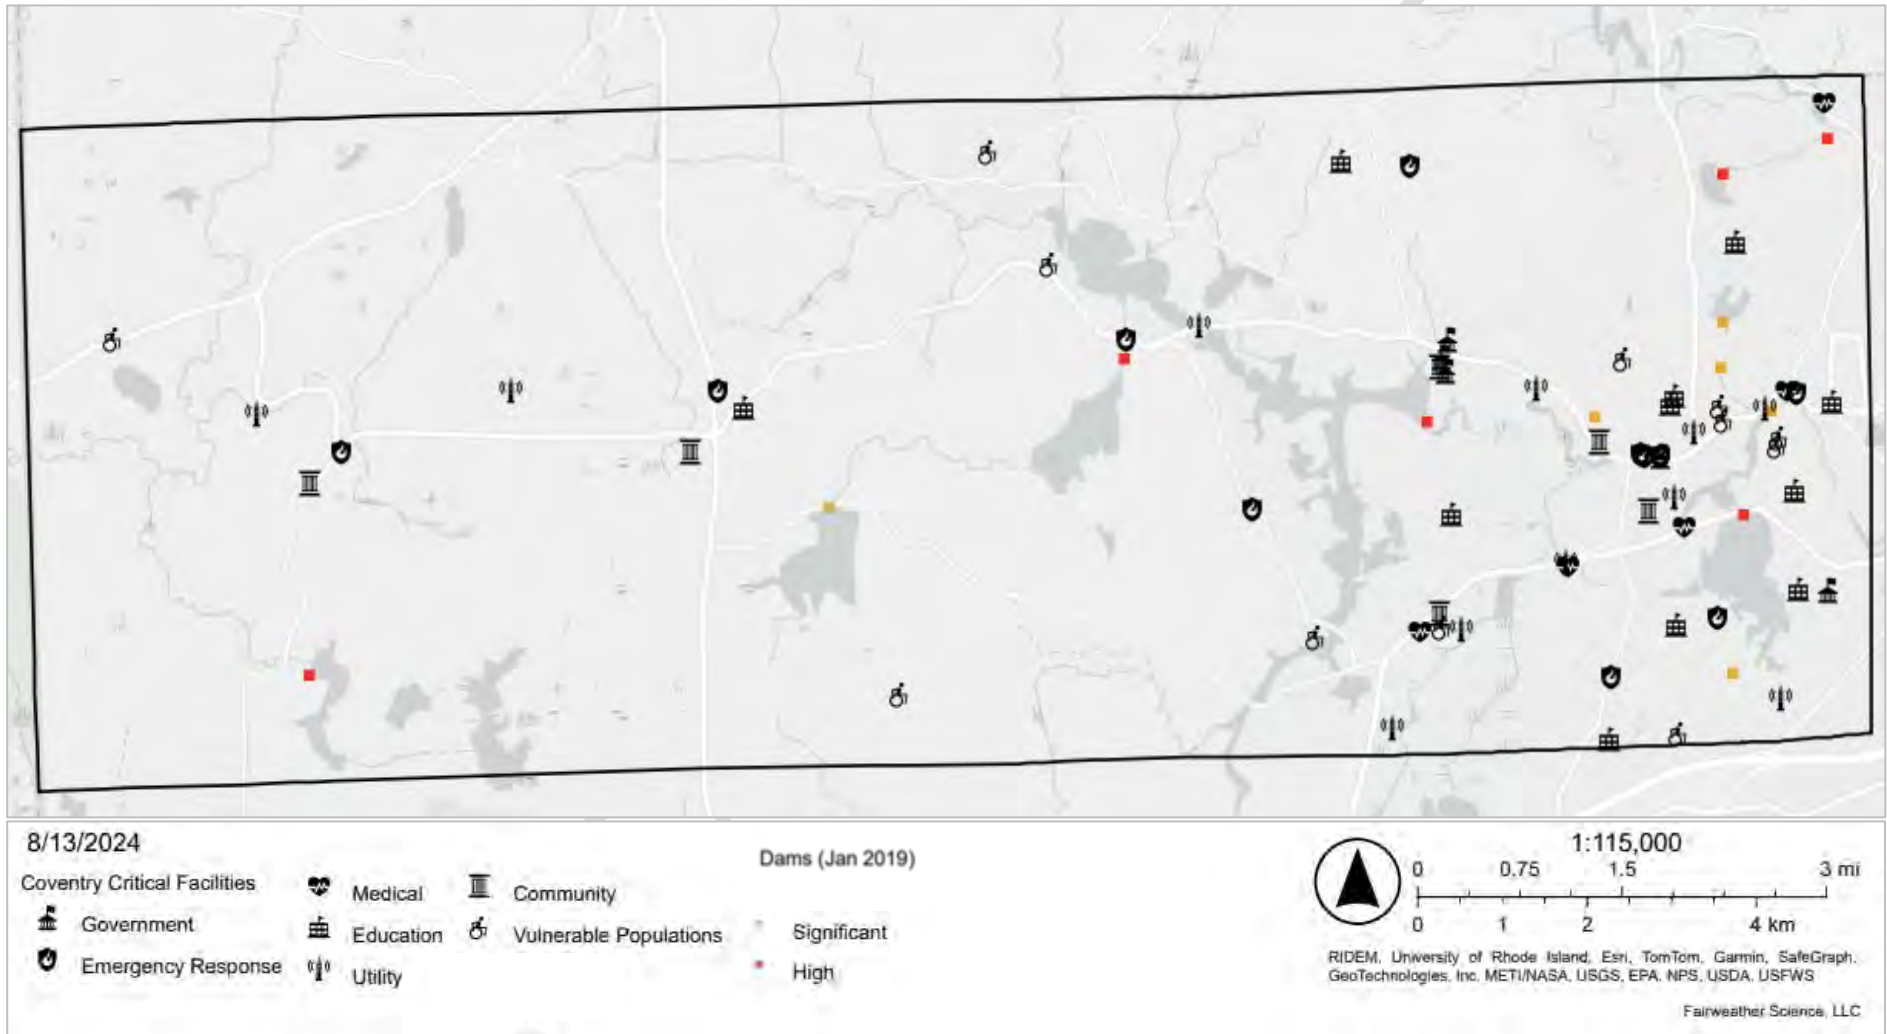 8/13/2024
Coventry Critical Facilities
Government
Emergency Response
Medical
Education
Utility
Community
Vulnerable Populations
Dams (Jan 2019)
Significant
High
1:115,000
0 0.75 1.5 3 mi
0 1 2 4 km
RIDEM, University of Rhode Island, Esri, TomTom, Garmin, SafeGraph,
GeoTechnologies, Inc. METI/NASA, USGS, EPA, NPS, USDA, USFWS
Fairweather Science, LLC